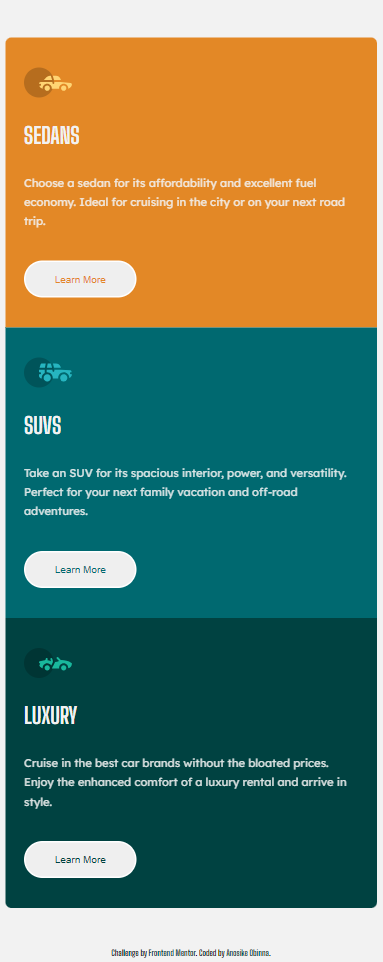 SEDANS
Choose a sedan for its affordability and excellent fuel
economy. Ideal for cruising in the city or on your next road
trip.
Learn More
SUVS
Take an SUV for its spacious interior, power, and versatility.
Perfect for your next family vacation and off-road
adventures.
Learn More
LUXURY
Cruise in the best car brands without the bloated prices.
Enjoy the enhanced comfort of a luxury rental and arrive in
style.
Learn More
Challenge by Frontend Mentor. Coded by Anosike Obinna.